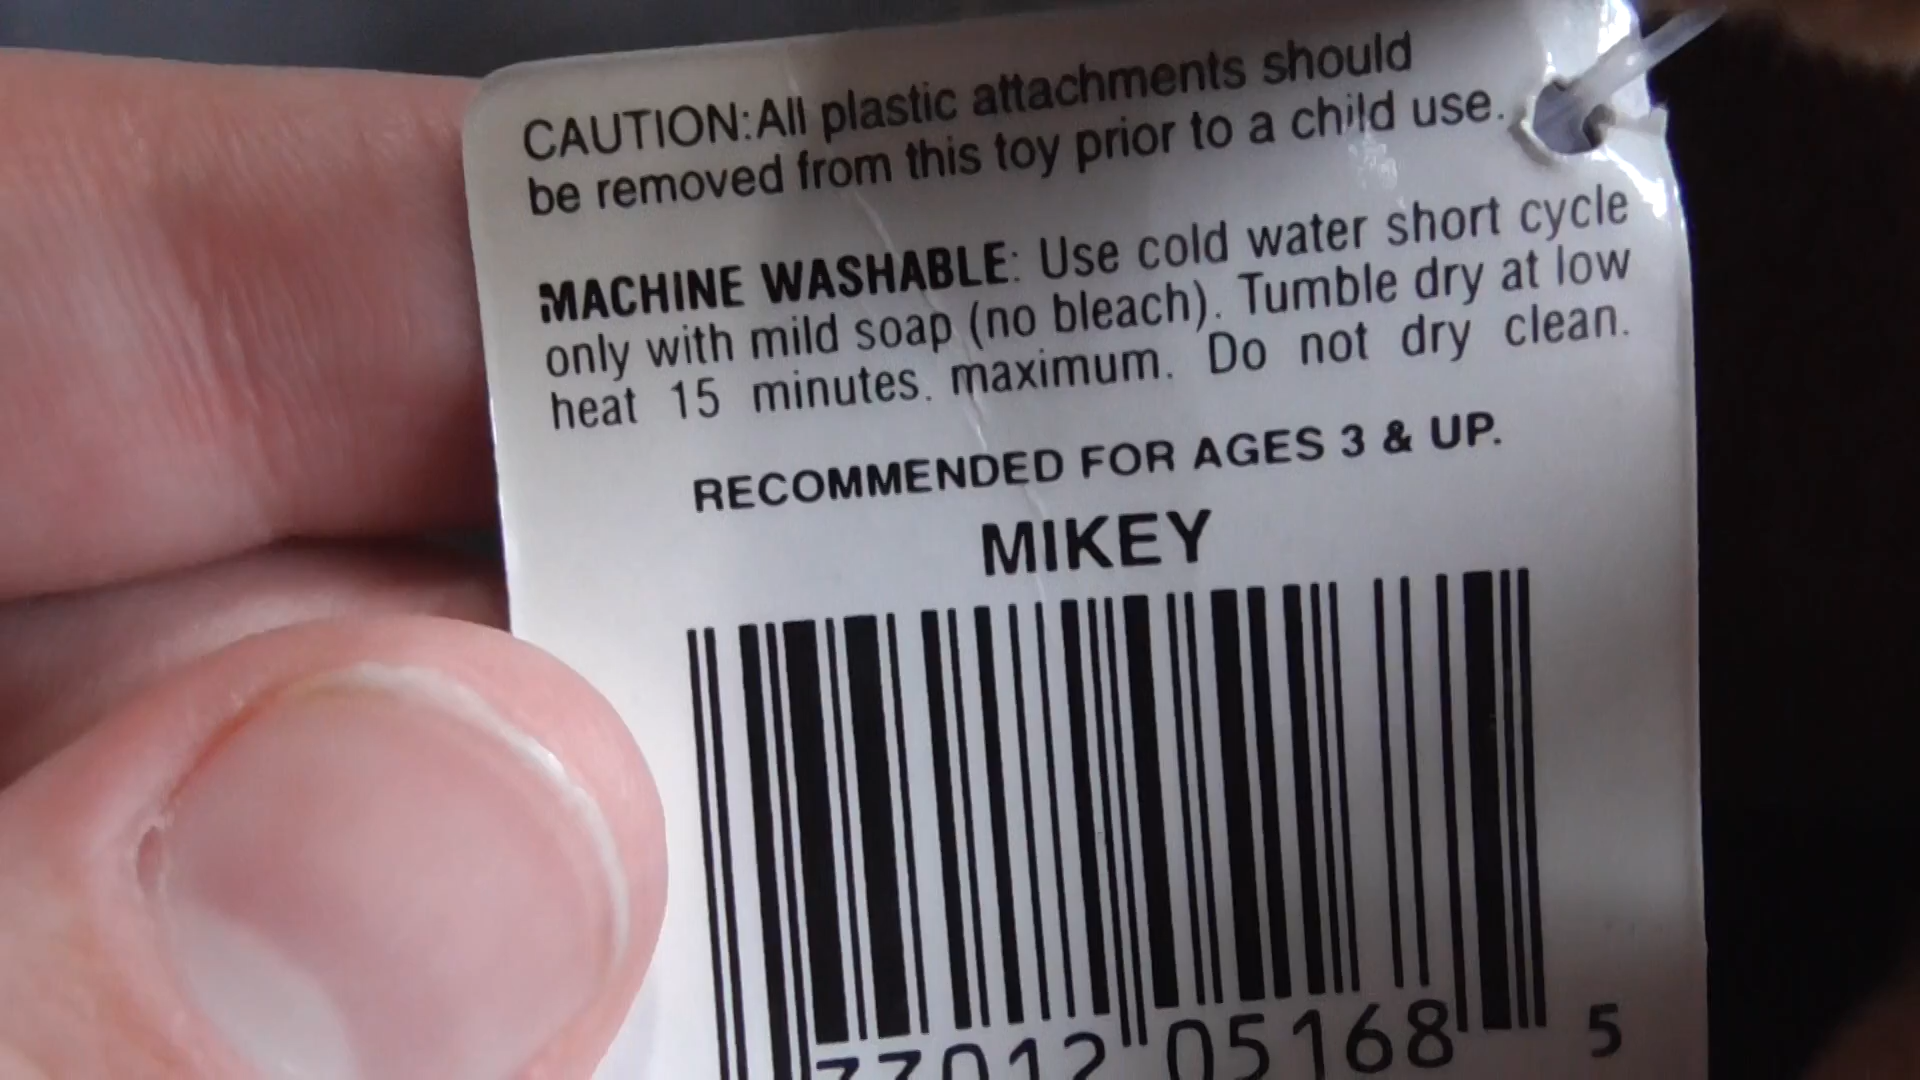 CAUTION:All plastic attachments should
be removed from this toy prior to a child use.
MACHINE WASHABLE: Use cold water short cycle
only with mild soap (no bleach). Tumble dry at low
heat 15 minutes. maximum. Do not dry clean.
RECOMMENDED FOR AGES 3 & UP.
MIKEY
77012 05168 5